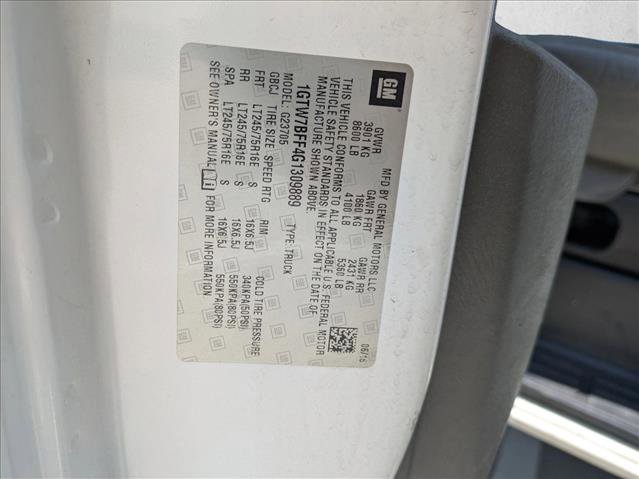 GM
MFD BY GENERAL MOTORS LLC
06/16
GVWR GAWR FRT GAWR RR
3901 KG 1860 KG 2431 KG
8600 LB 4100 LB 5360 LB
THIS VEHICLE CONFORMS TO ALL APPLICABLE U.S. FEDERAL MOTOR
VEHICLE SAFETY STANDARDS IN EFFECT ON THE DATE OF
MANUFACTURE SHOWN ABOVE.
1GTW7BFF4G1309889
TYPE: TRUCK
MODEL: G23705
GBCJ TIRE SIZE SPEED RTG RIM COLD TIRE PRESSURE
FRT LT245/75R16E S 16X6.5J 340KPA(50PSI)
RR LT245/75R16E S 16X6.5J 550KPA(80PSI)
SPA LT245/75R16E S 16X6.5J 550KPA(80PSI)
SEE OWNER'S MANUAL FOR MORE INFORMATION